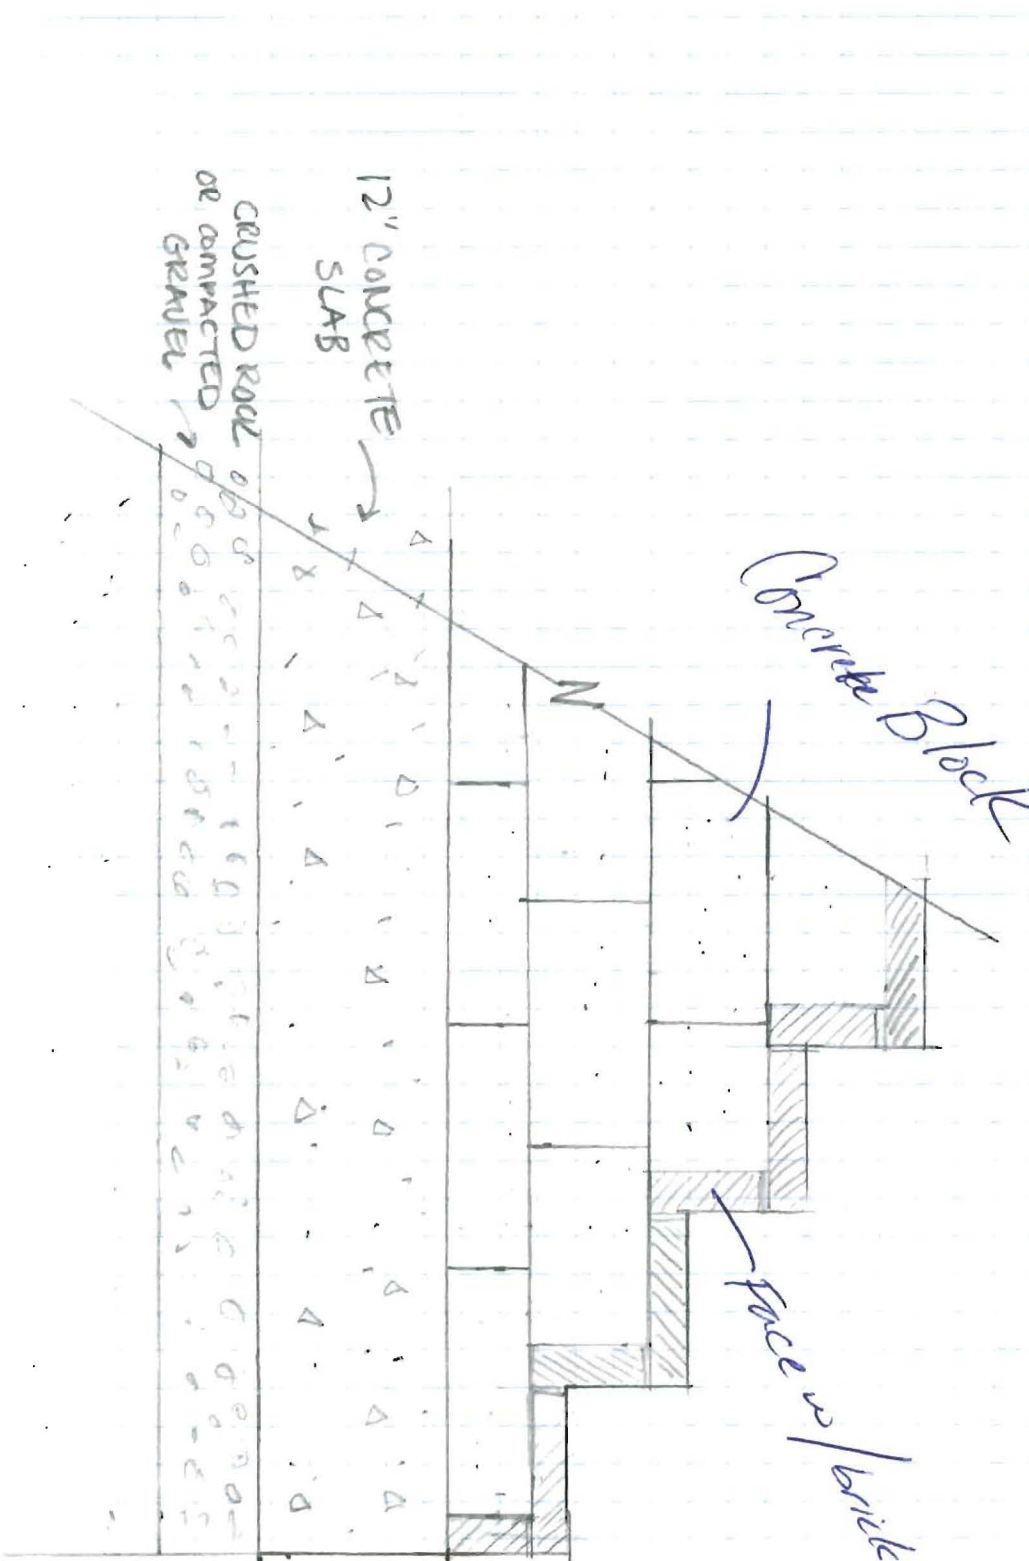 12" CONCRETE
SLAB
CRUSHED ROCK
OR COMPACTED
GRAVEL
Concrete Block
Face w/brick